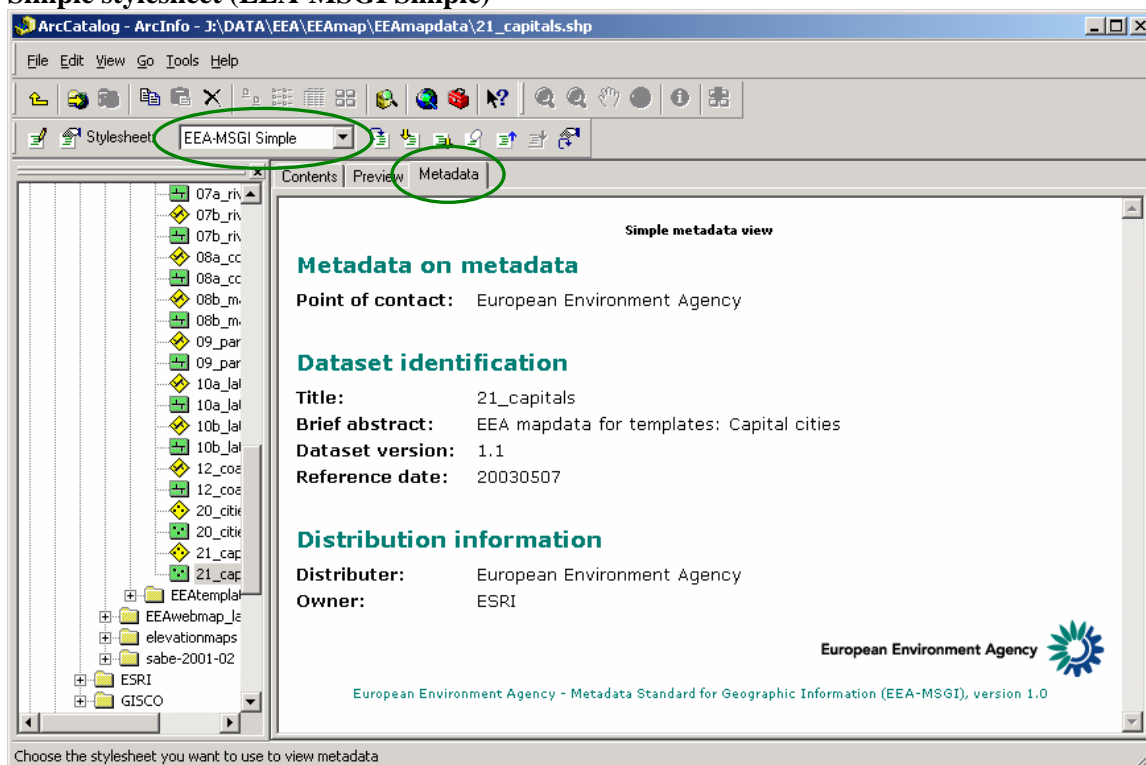 Simple stylesheet (EEA-MSGI Simple)
ArcCatalog - ArcInfo - J:\DATA\EEA\EEAmap\EEAmapdata\21_capitals.shp
File Edit View Go Tools Help
Stylesheet: EEA-MSGI Simple
Contents Preview Metadata
07a_riv
07b_riv
07b_riv
08a_cc
08a_cc
08b_m
08b_m
09_par
09_par
10a_lal
10a_lal
10b_lal
10b_lal
12_coa
12_coa
20_citie
20_citie
21_cap
21_cap
EEAtempla
EEAwebmap_la
elevationmaps
sabe-2001-02
ESRI
GISCO
Simple metadata view
Metadata on metadata
Point of contact: European Environment Agency
Dataset identification
Title: 21_capitals
Brief abstract: EEA mapdata for templates: Capital cities
Dataset version: 1.1
Reference date: 20030507
Distribution information
Distributer: European Environment Agency
Owner: ESRI
European Environment Agency
European Environment Agency - Metadata Standard for Geographic Information (EEA-MSGI), version 1.0
Choose the stylesheet you want to use to view metadata